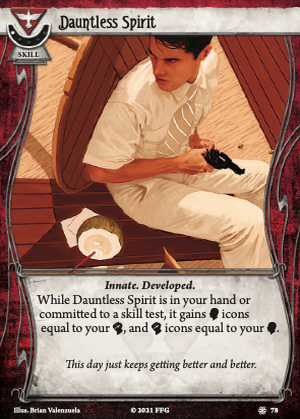 Dauntless Spirit
SKILL
Innate. Developed.
While Dauntless Spirit is in your hand or
committed to a skill test, it gains icons
equal to your , and icons equal to your .
This day just keeps getting better and better.
Illus. Brian Valenzuela © 2021 FFG 78